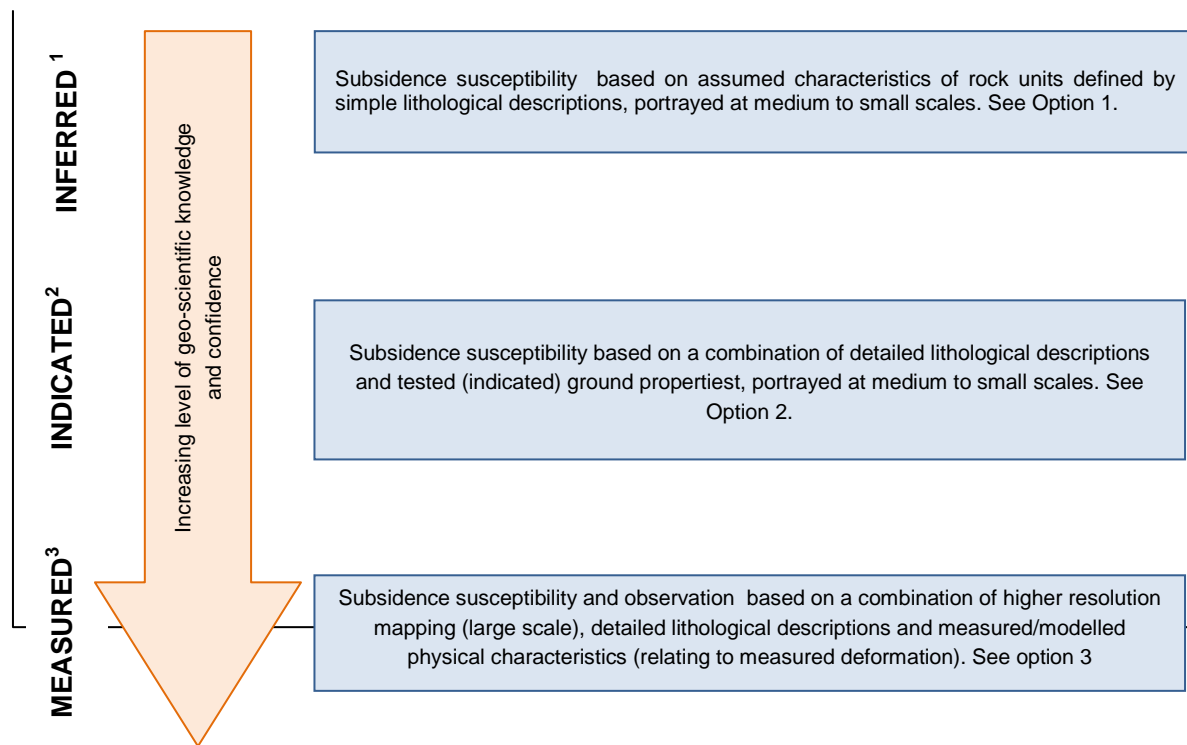 INFERRED 1
Subsidence susceptibility based on assumed characteristics of rock units defined by
simple lithological descriptions, portrayed at medium to small scales. See Option 1.
Increasing level of geo-scientific knowledge
and confidence
INDICATED2
Subsidence susceptibility based on a combination of detailed lithological descriptions
and tested (indicated) ground propertiest, portrayed at medium to small scales. See
Option 2.
MEASURED3
Subsidence susceptibility and observation based on a combination of higher resolution
mapping (large scale), detailed lithological descriptions and measured/modelled
physical characteristics (relating to measured deformation). See option 3